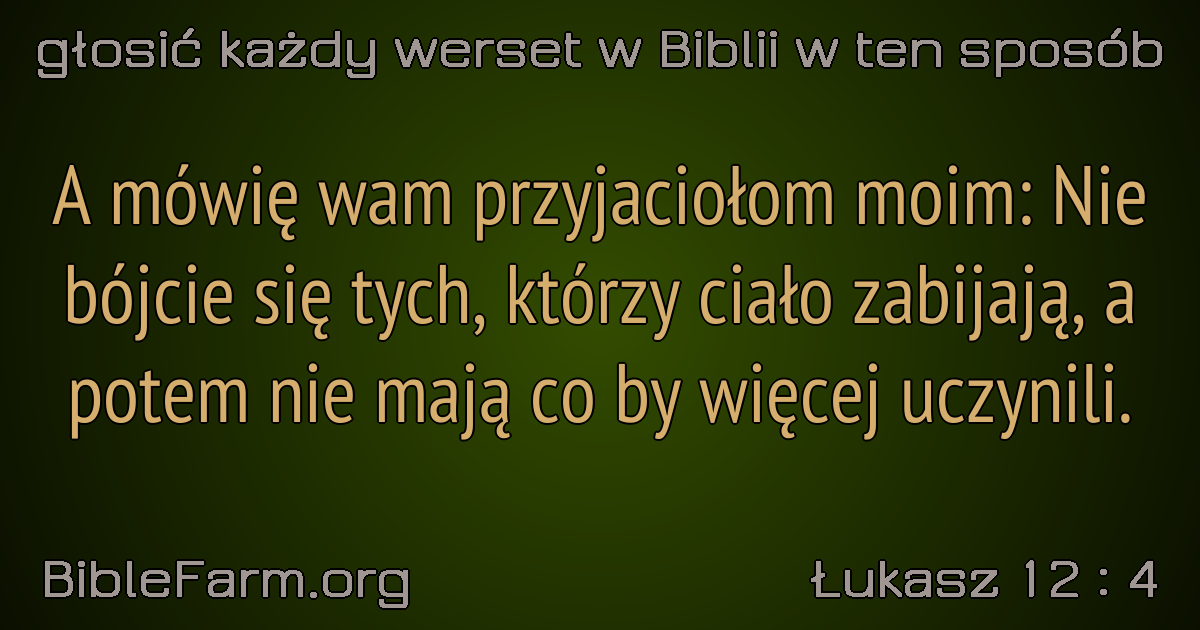 głosić każdy werset w Biblii w ten sposób
A mówię wam przyjaciołom moim: Nie
bójcie się tych, którzy ciało zabijają, a
potem nie mają co by więcej uczynili.
BibleFarm.org
Łukasz 12 : 4